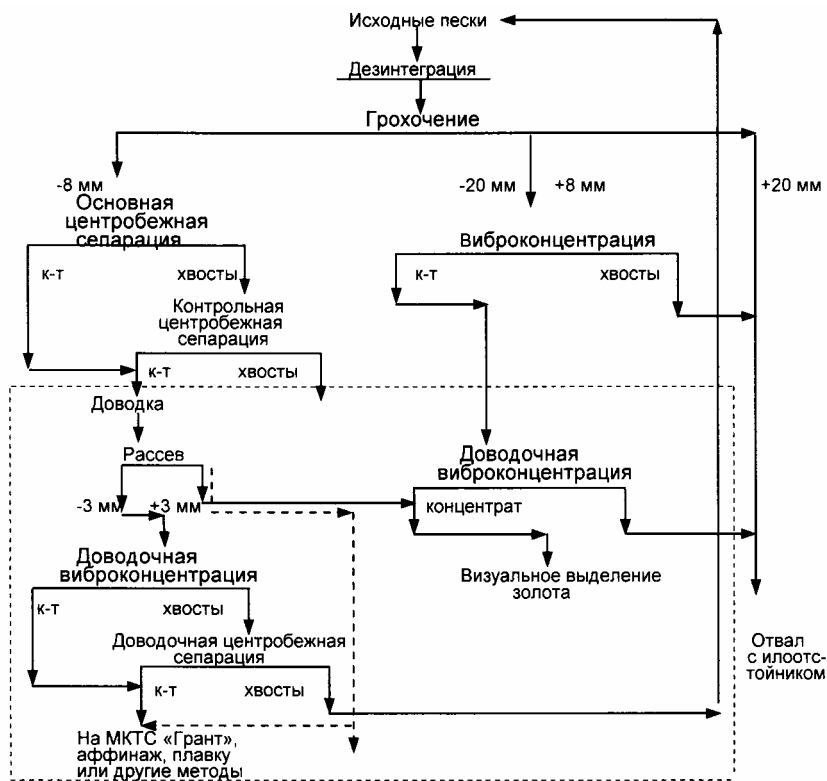 Исходные пески
Дезинтеграция
Грохочение
-8 мм
-20 мм +8 мм
+20 мм
Основная
центробежная
сепарация
Виброконцентрация
к-т хвосты
к-т хвосты
Контрольная
центробежная
сепарация
к-т хвосты
Доводка
Рассев
Доводочная
виброконцентрация
-3 мм +3 мм
концентрат
Доводочная
виброконцентрация
Визуальное выделение
золота
к-т хвосты
Доводочная центробежная
сепарация
Отвал
с илоотс-
тойником
к-т хвосты
На МКТС «Грант»,
аффинаж, плавку
или другие методы